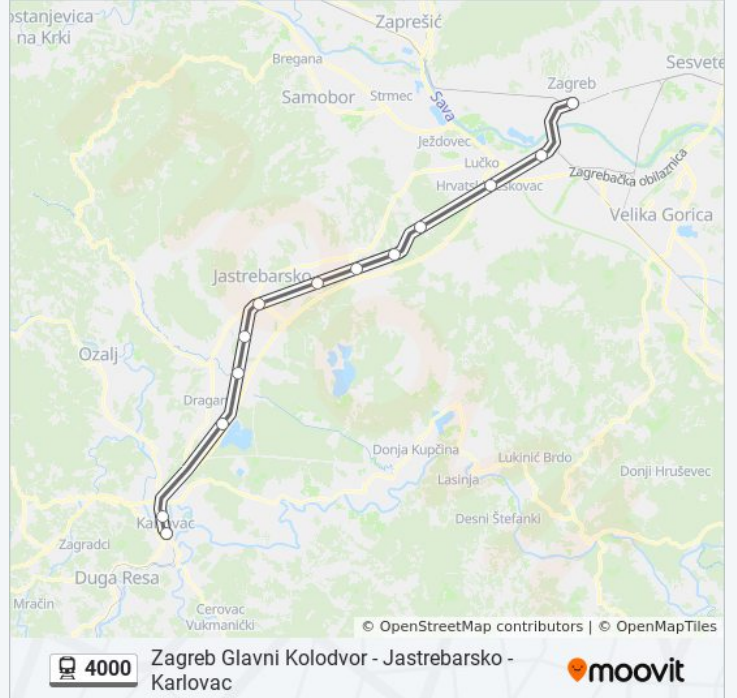 ostanjevica
na Krki
Zaprešić
Bregana
Sesvete
Samobor
Strmec
Zagreb
Sava
Ježdovec
Lučko
Zagrebačka obilaznica
Velika Gorica
Jastrebarsko
Ozalj
Donja Kupčina
Lukinić Brdo
Lasinja
Donji Hruševec
Desni Štefanki
Zagradci
Duga Resa
Mračin
Cerovac
Vukmanićki
© OpenStreetMap contributors | © OpenMapTiles
4000
Zagreb Glavni Kolodvor - Jastrebarsko -
Karlovac
moovit